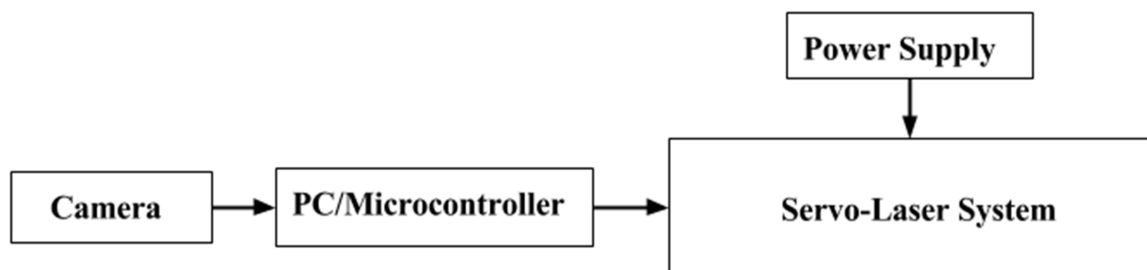 Power Supply
Camera
PC/Microcontroller
Servo-Laser System